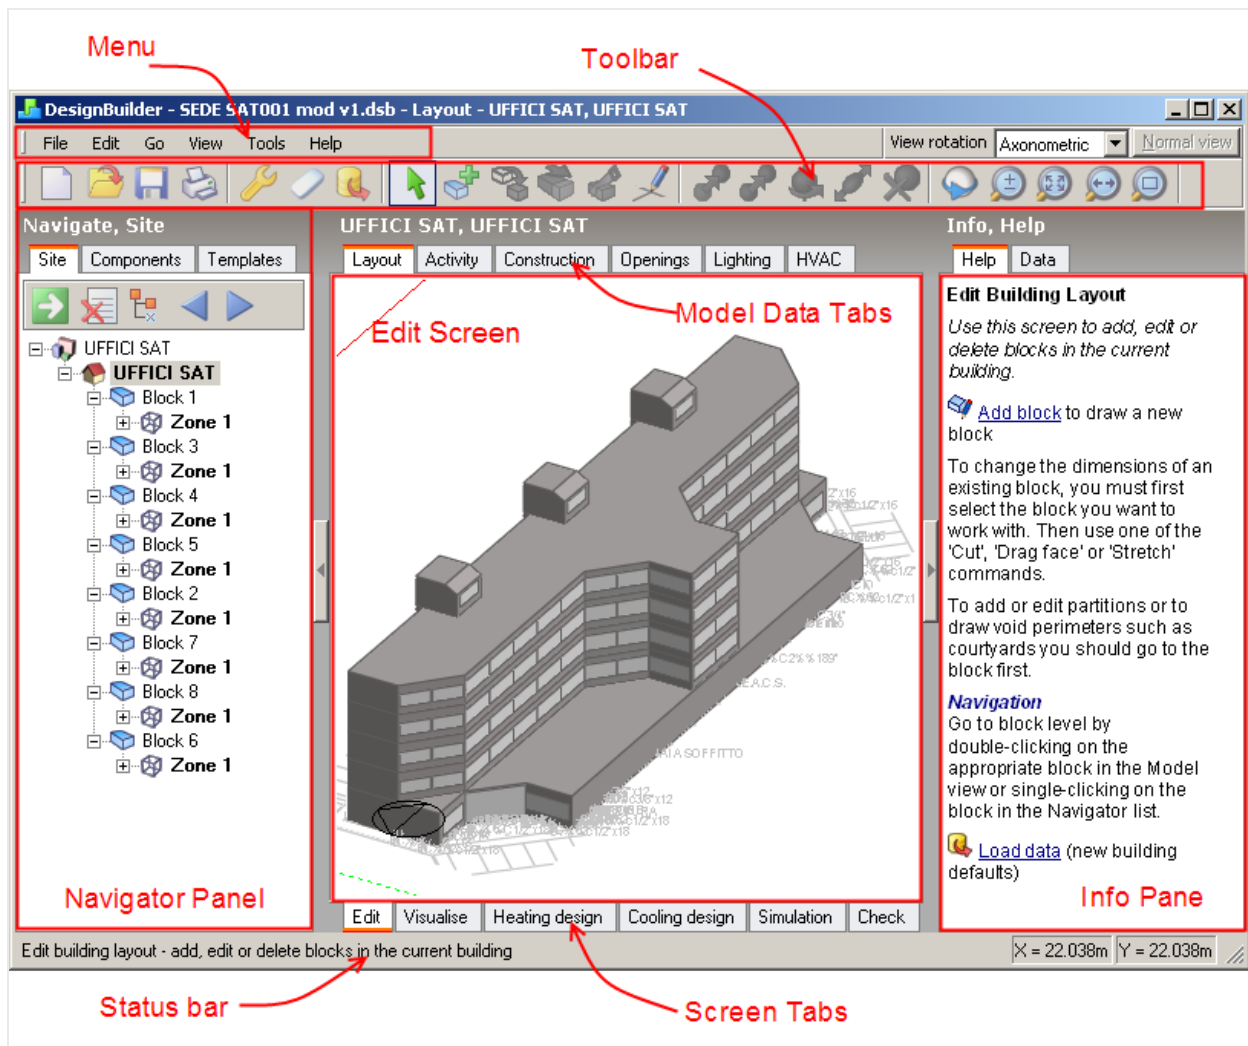 Menu
Toolbar
DesignBuilder - SEDE SAT001 mod v1.dsb - Layout - UFFICI SAT, UFFICI SAT
File Edit Go View Tools Help
View rotation Axonometric Normal view
Navigate, Site
UFFICI SAT, UFFICI SAT
Info, Help
Site Components Templates
Layout Activity Construction Openings Lighting HVAC
Help Data
Edit Screen
Model Data Tabs
UFFICI SAT
UFFICI SAT
Block 1
Zone 1
Block 3
Zone 1
Block 4
Zone 1
Block 5
Zone 1
Block 2
Zone 1
Block 7
Zone 1
Block 8
Zone 1
Block 6
Zone 1
Navigator Panel
E.A.C.S.
SOFFITTO
Edit Building Layout
Use this screen to add, edit or
delete blocks in the current
building.
Add block to draw a new
block
To change the dimensions of an
existing block, you must first
select the block you want to
work with. Then use one of the
'Cut', 'Drag face' or 'Stretch'
commands.
To add or edit partitions or to
draw void perimeters such as
courtyards you should go to the
block first.
Navigation
Go to block level by
double-clicking on the
appropriate block in the Model
view or single-clicking on the
block in the Navigator list.
Load data (new building
defaults)
Info Pane
Edit Visualise Heating design Cooling design Simulation Check
Edit building layout - add, edit or delete blocks in the current building
X = 22.038m Y = 22.038m
Status bar
Screen Tabs